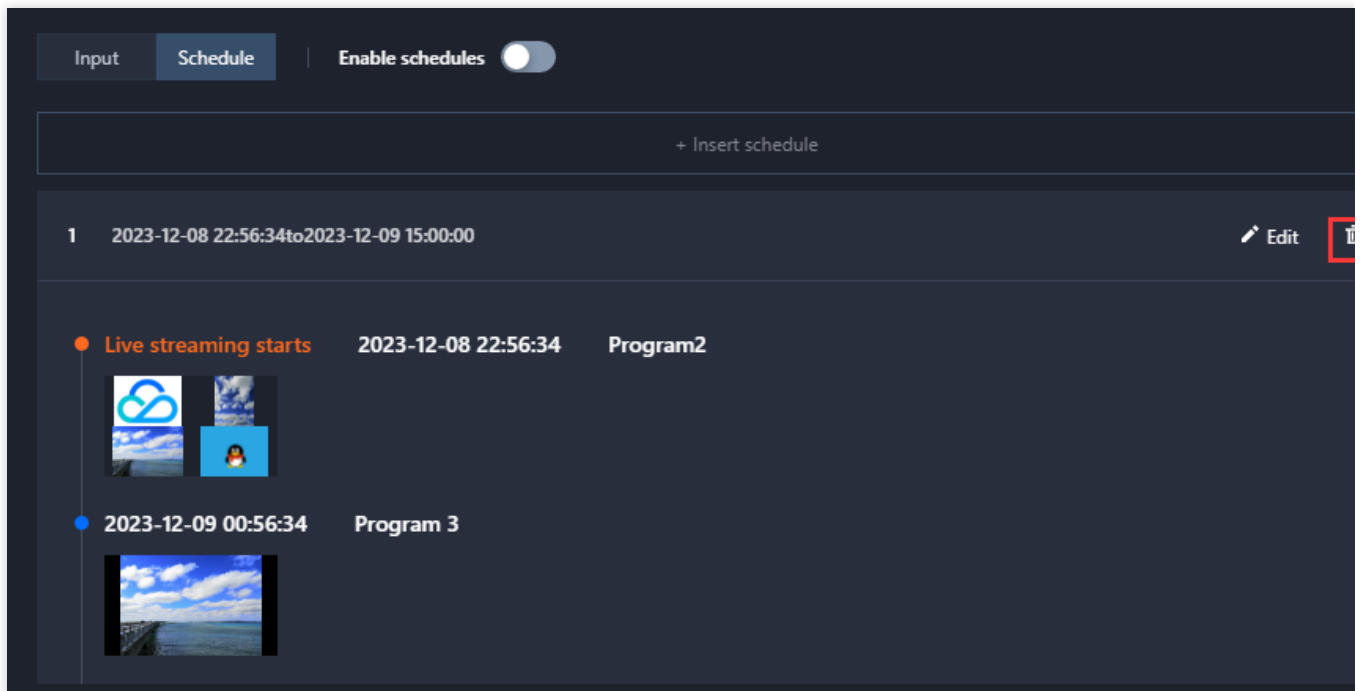 Input Schedule Enable schedules
+ Insert schedule
1 2023-12-08 22:56:34to2023-12-09 15:00:00 Edit
Live streaming starts 2023-12-08 22:56:34 Program2
2023-12-09 00:56:34 Program 3